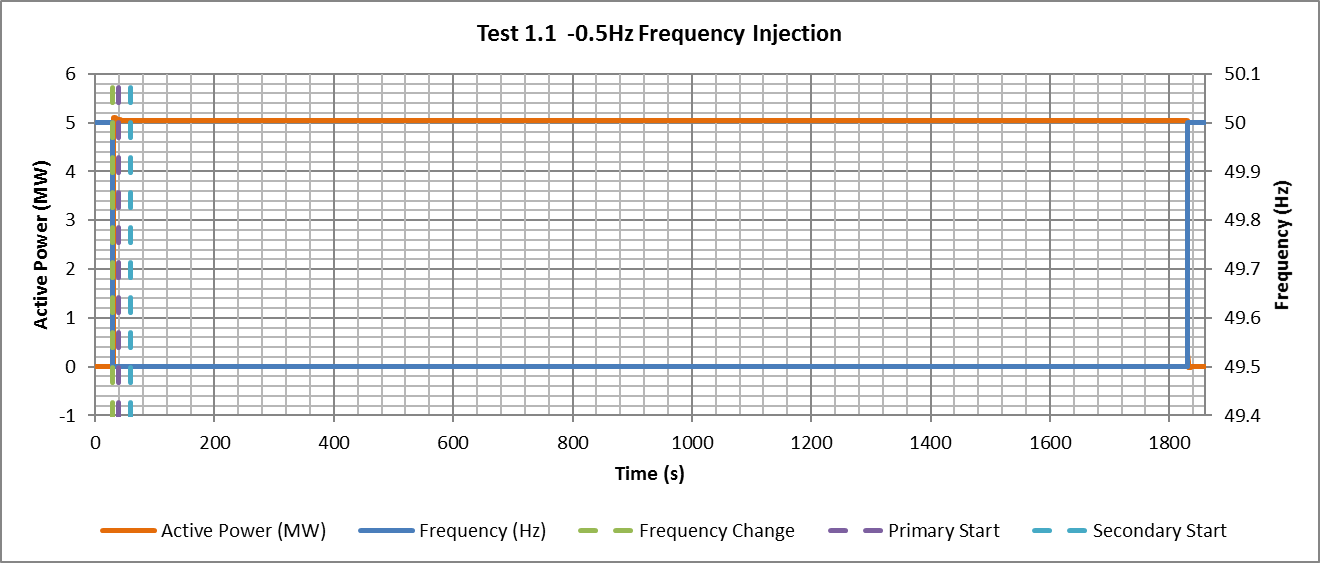 Test 1.1 -0.5Hz Frequency Injection
Active Power (MW)
6
5
4
3
2
1
0
-1
50.1
50
49.9
49.8
49.7
49.6
49.5
49.4
Frequency (Hz)
0 200 400 600 800 1000 1200 1400 1600 1800
Time (s)
Active Power (MW) Frequency (Hz) Frequency Change Primary Start Secondary Start